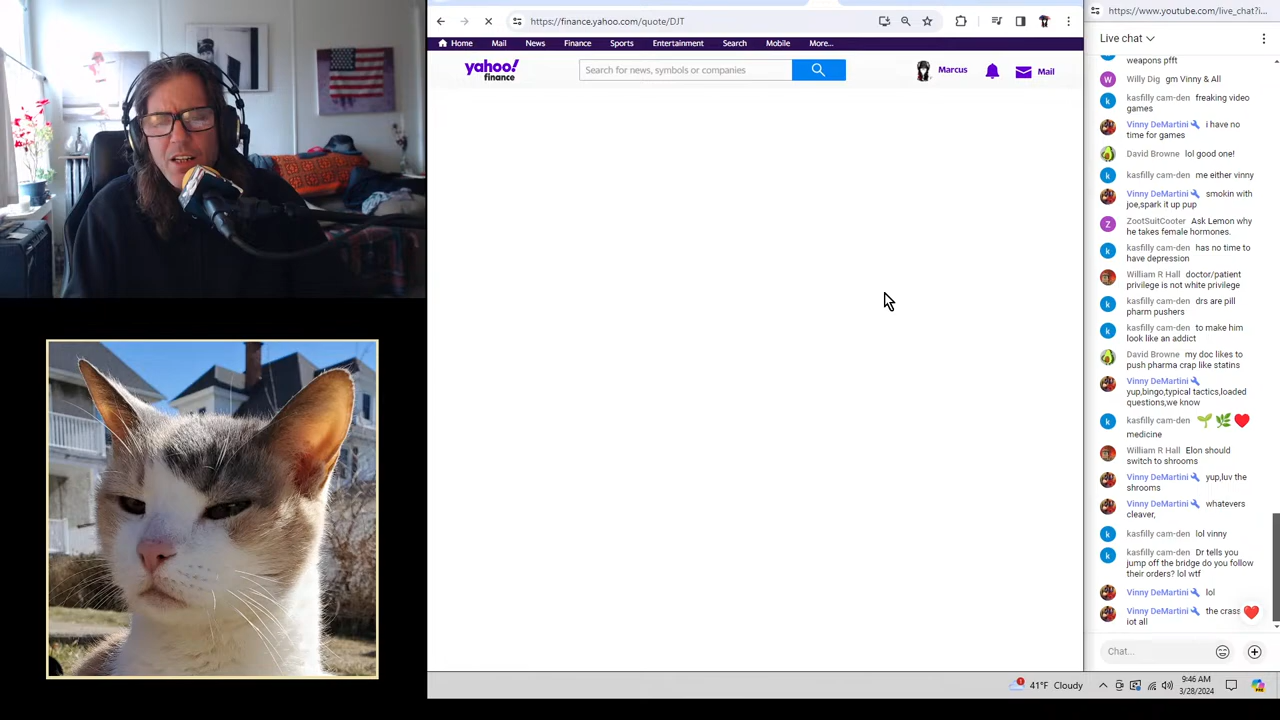 https://finance.yahoo.com/quote/DJT
Home Mail News Finance Sports Entertainment Search Mobile More...
yahoo!
finance
Search for news, symbols or companies
Marcus
Mail
https://www.youtube.com/live_chat?i...
Live chat
weapons pfft
W Willy Dig gm Vinny & All
k kasfilly cam-den freaking video
games
Vinny DeMartini i have no
time for games
David Browne lol good one!
k kasfilly cam-den me either vinny
Vinny DeMartini smokin with
joe,spark it up pup
Z ZootSuitCooter Ask Lemon why
he takes female hormones.
k kasfilly cam-den has no time to
have depression
William R Hall doctor/patient
privilege is not white privilege
k kasfilly cam-den drs are pill
pharm pushers
k kasfilly cam-den to make him
look like an addict
David Browne my doc likes to
push pharma crap like statins
Vinny DeMartini
yup,bingo,typical tactics,loaded
questions,we know
k kasfilly cam-den 🌱 🌿 ❤️
medicine
William R Hall Elon should
switch to shrooms
Vinny DeMartini yup,luv the
shrooms
Vinny DeMartini whatevers
cleaver,
k kasfilly cam-den lol vinny
k kasfilly cam-den Dr tells you
jump off the bridge do you follow
their orders? lol wtf
Vinny DeMartini lol
Vinny DeMartini the crass
iot all
Chat...
41°F Cloudy
9:46 AM
3/28/2024